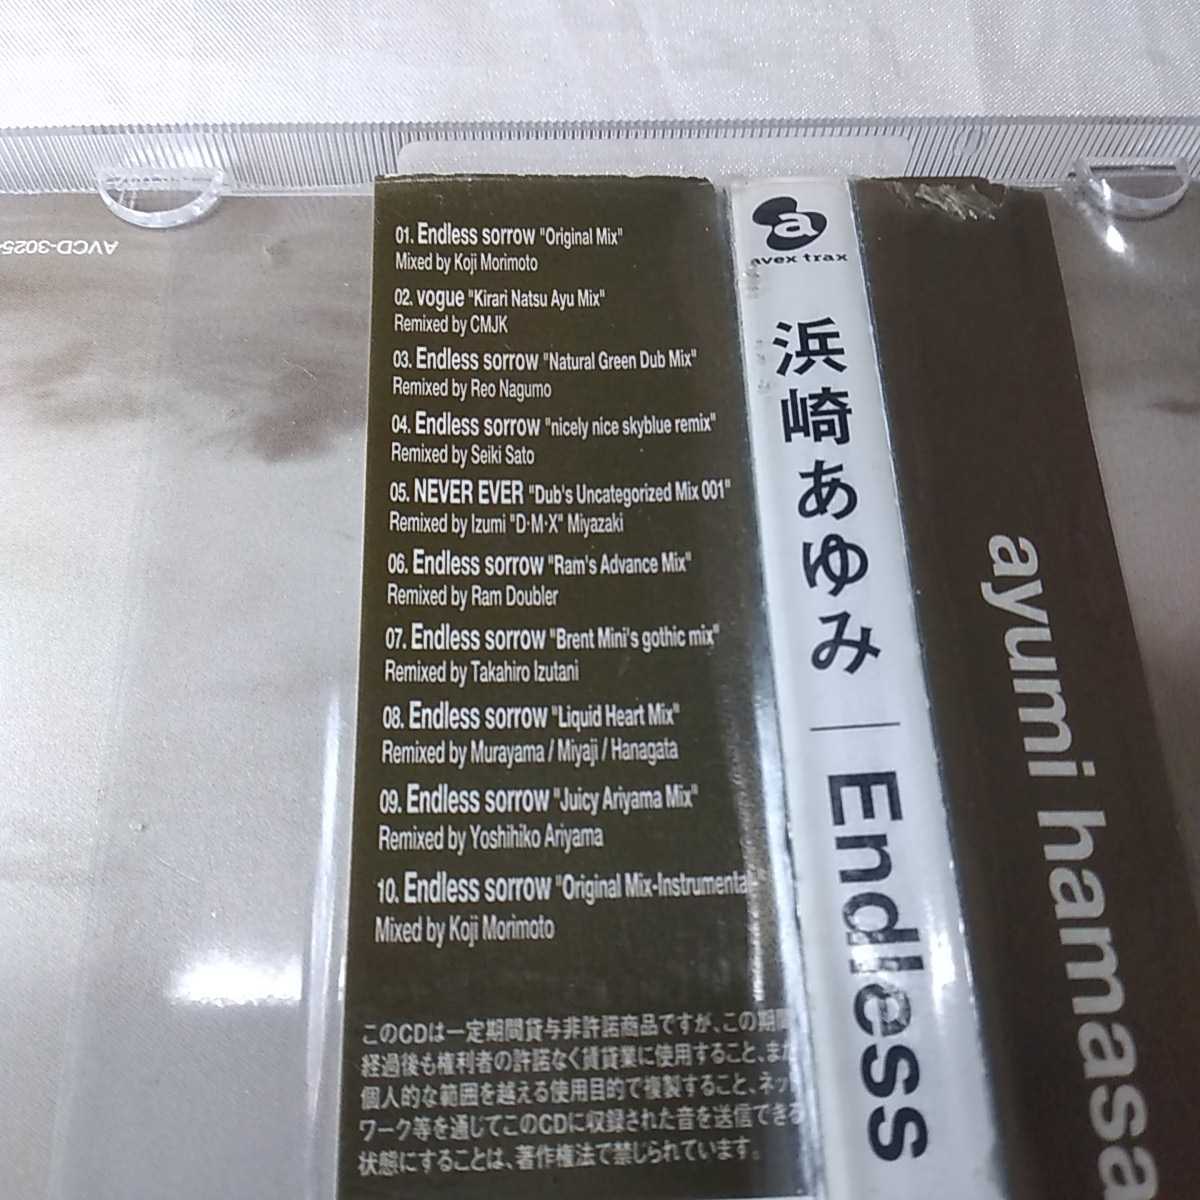 01. Endless sorrow "Original Mix"
Mixed by Koji Morimoto
02. vogue "Kirari Natsu Ayu Mix"
Remixed by CMJK
03. Endless sorrow "Natural Green Dub Mix"
Remixed by Reo Nagumo
04. Endless sorrow "nicely nice skyblue remix"
Remixed by Seiki Sato
05. NEVER EVER "Dub's Uncategorized Mix 001"
Remixed by Izumi "D·M·X" Miyazaki
06. Endless sorrow "Ram's Advance Mix"
Remixed by Ram Doubler
07. Endless sorrow "Brent Mini's gothic mix"
Remixed by Takahiro Izutani
08. Endless sorrow "Liquid Heart Mix"
Remixed by Murayama / Miyaji / Hanagata
09. Endless sorrow "Juicy Ariyama Mix"
Remixed by Yoshihiko Ariyama
10. Endless sorrow "Original Mix-Instrumental-"
Mixed by Koji Morimoto
このCDは一定期間貸与非許諾商品ですが、この期間
経過後も権利者の許諾なく賃貸業に使用すること、また
個人的な範囲を越える使用目的で複製すること、ネット
ワーク等を通じてこのCDに収録された音を送信できる
状態にすることは、著作権法で禁じられています。
a
avex trax
浜崎あゆみ | Endless
ayumi hamasa
AVCD-3025